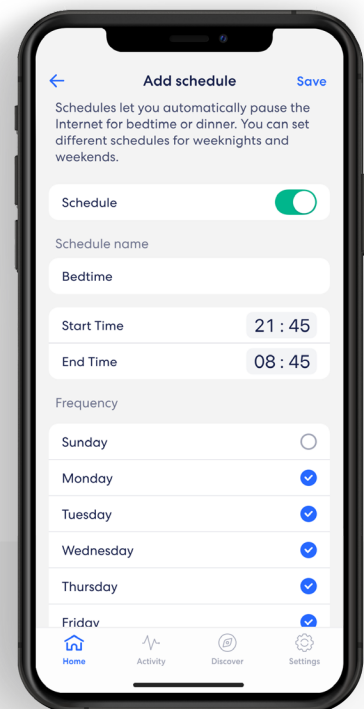 Add schedule
Save
Schedules let you automatically pause the
Internet for bedtime or dinner. You can set
different schedules for weeknights and
weekends.
Schedule
Schedule name
Bedtime
Start Time 21:45
End Time 08:45
Frequency
Sunday
Monday
Tuesday
Wednesday
Thursday
Friday
Home Activity Discover Settings